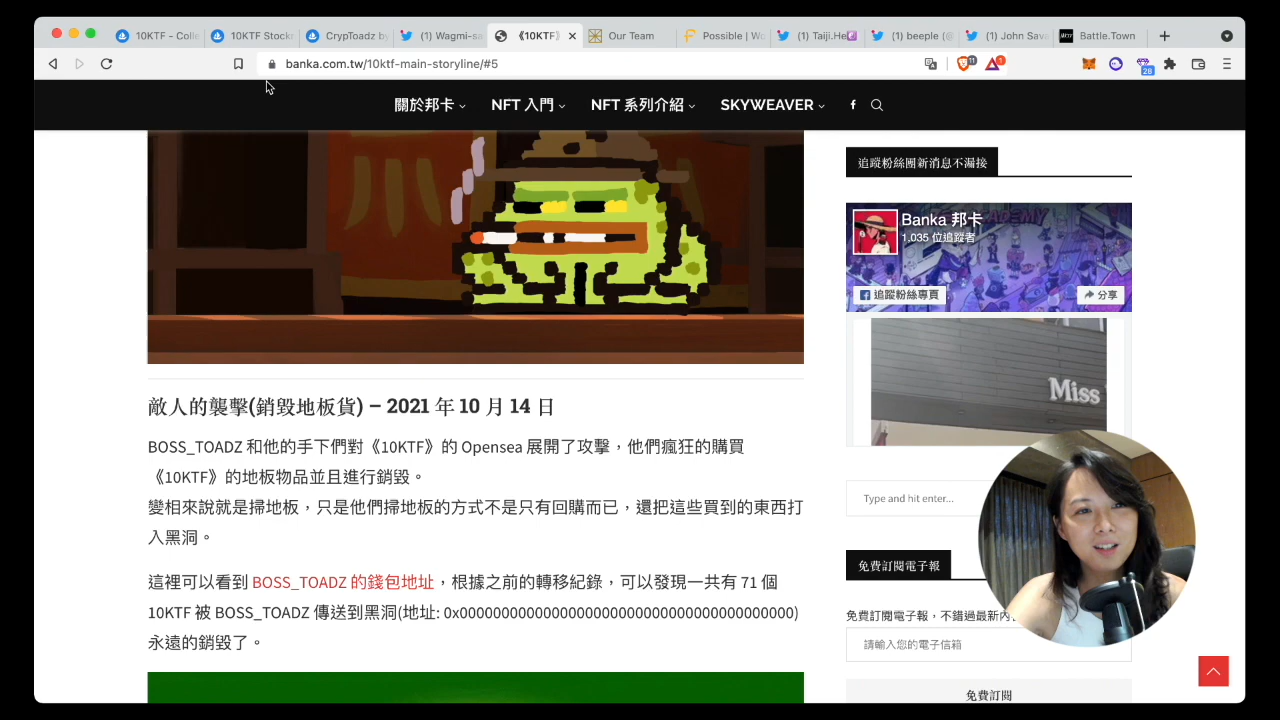 10KTF - Colle
10KTF Stocks
CrypToadz by
(1) Wagmi-sa
《10KTF》
Our Team
Possible | Wo
(1) Taiji.He
(1) beeple (@
(1) John Save
Battle.Town
banka.com.tw/10ktf-main-storyline/#5
11
1
28
關於邦卡
NFT 入門
NFT 系列介紹
SKYWEAVER
追蹤粉絲團新消息不漏接
Banka 邦卡
1,035 位追蹤者
追蹤粉絲專頁
分享
Miss
敵人的襲擊(銷毀地板貨) – 2021 年 10 月 14 日
BOSS_TOADZ 和他的手下們對《10KTF》的 Opensea 展開了攻擊，他們瘋狂的購買
《10KTF》的地板物品並且進行銷毀。
變相來說就是掃地板，只是他們掃地板的方式不是只有回購而已，還把這些買到的東西打
入黑洞。
Type and hit enter...
這裡可以看到 BOSS_TOADZ 的錢包地址，根據之前的轉移紀錄，可以發現一共有 71 個
10KTF 被 BOSS_TOADZ 傳送到黑洞(地址: 0x0000000000000000000000000000000000000000)
永遠的銷毀了。
免費訂閱電子報
免費訂閱電子報，不錯過最新內
請輸入您的電子信箱
免費訂閱